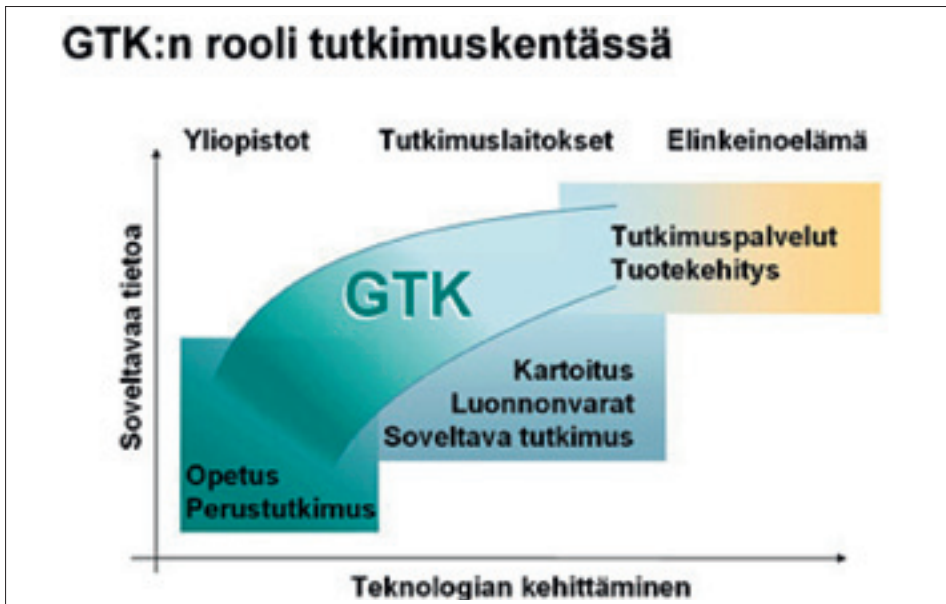 GTK:n rooli tutkimuskentässä
Yliopistot
Tutkimuslaitokset
Elinkeinoelämä
Soveltavaa tietoa
GTK
Tutkimuspalvelut
Tuotekehitys
Kartoitus
Luonnonvarat
Soveltava tutkimus
Opetus
Perustutkimus
Teknologian kehittäminen